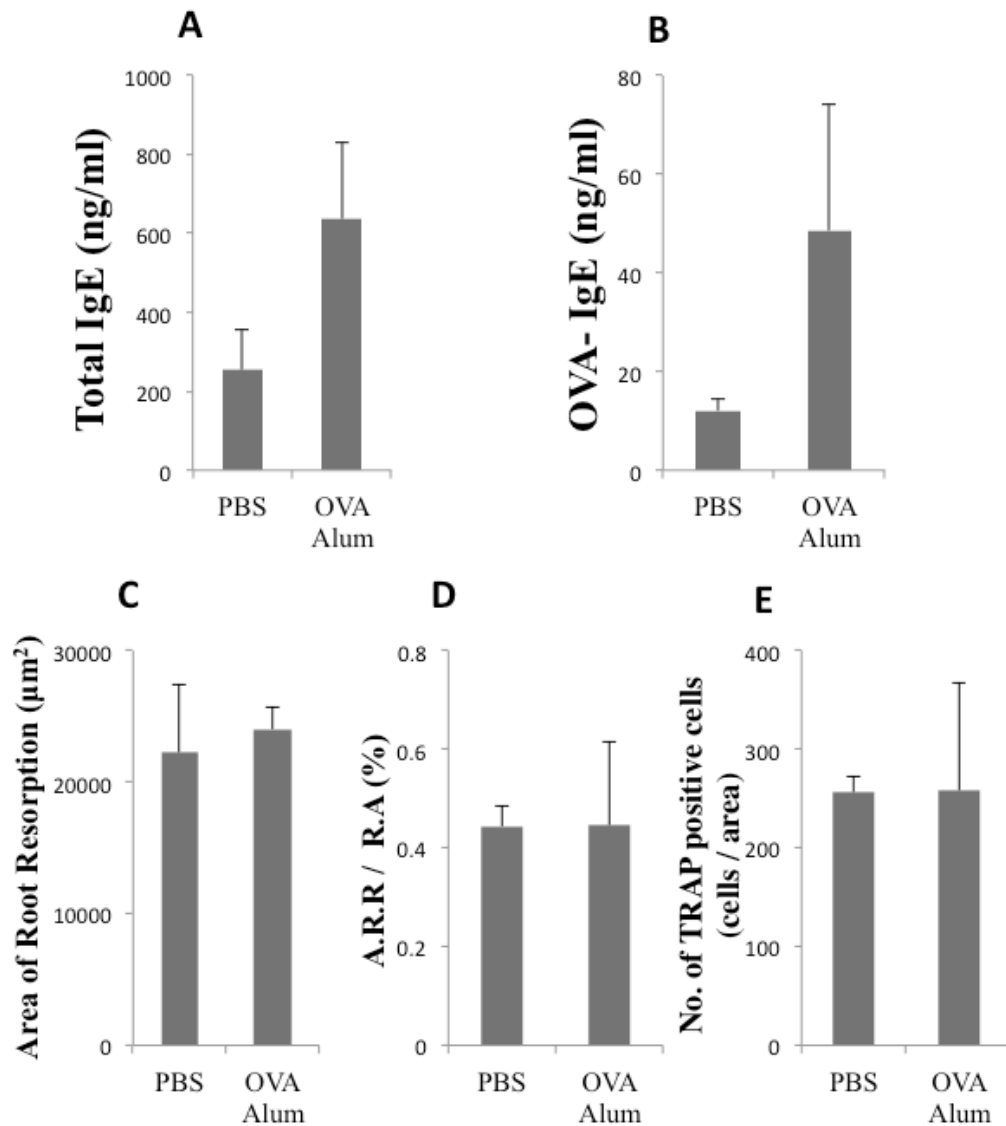 A
Total IgE (ng/ml)
1000
800
600
400
200
0
PBS
OVA
Alum
B
OVA- IgE (ng/ml)
80
60
40
20
0
PBS
OVA
Alum
C
Area of Root Resorption (μm²)
30000
20000
10000
0
PBS
OVA
Alum
D
A.R.R / R.A (%)
0.8
0.6
0.4
0.2
0
PBS
OVA
Alum
E
No. of TRAP positive cells
(cells / area)
400
300
200
100
0
PBS
OVA
Alum